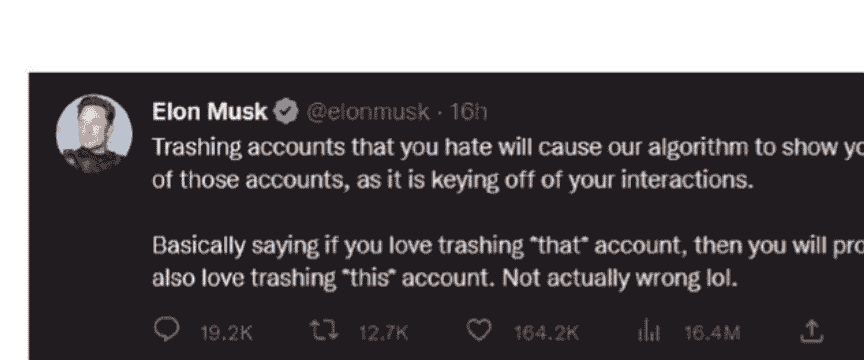 Elon Musk @elonmusk · 16h
Trashing accounts that you hate will cause our algorithm to show
of those accounts, as it is keying off of your interactions.
Basically saying if you love trashing *that* account, then you will
also love trashing *this* account. Not actually wrong lol.
19.2K 12.7K 164.2K 16.4M